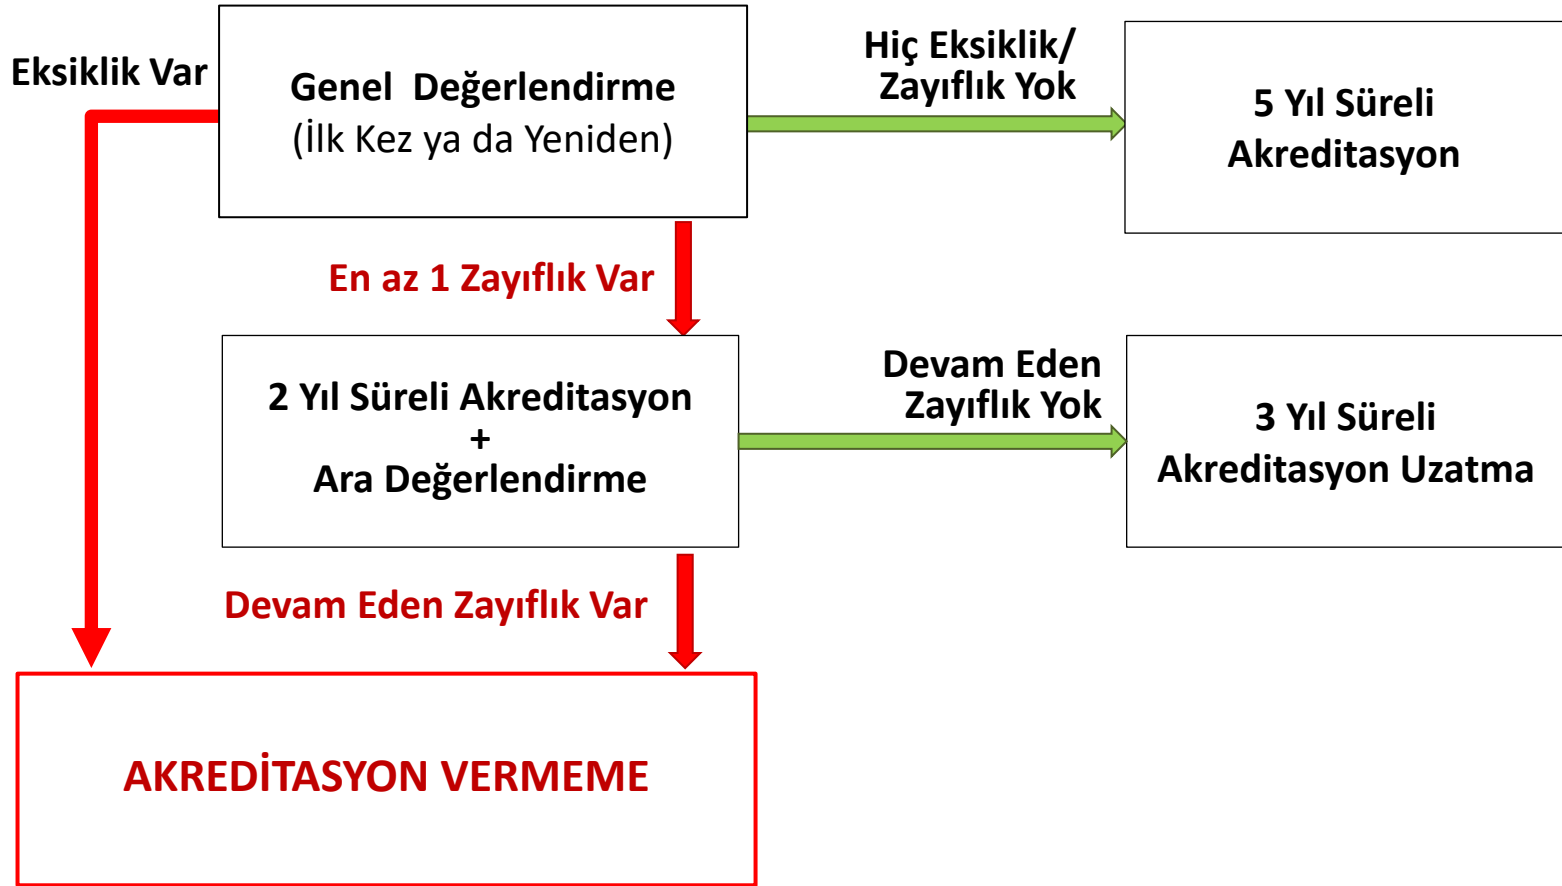 Eksiklik Var
Genel Değerlendirme
(İlk Kez ya da Yeniden)
Hiç Eksiklik/
Zayıflık Yok
5 Yıl Süreli
Akreditasyon
En az 1 Zayıflık Var
2 Yıl Süreli Akreditasyon
+
Ara Değerlendirme
Devam Eden
Zayıflık Yok
3 Yıl Süreli
Akreditasyon Uzatma
Devam Eden Zayıflık Var
AKREDİTASYON VERMEME